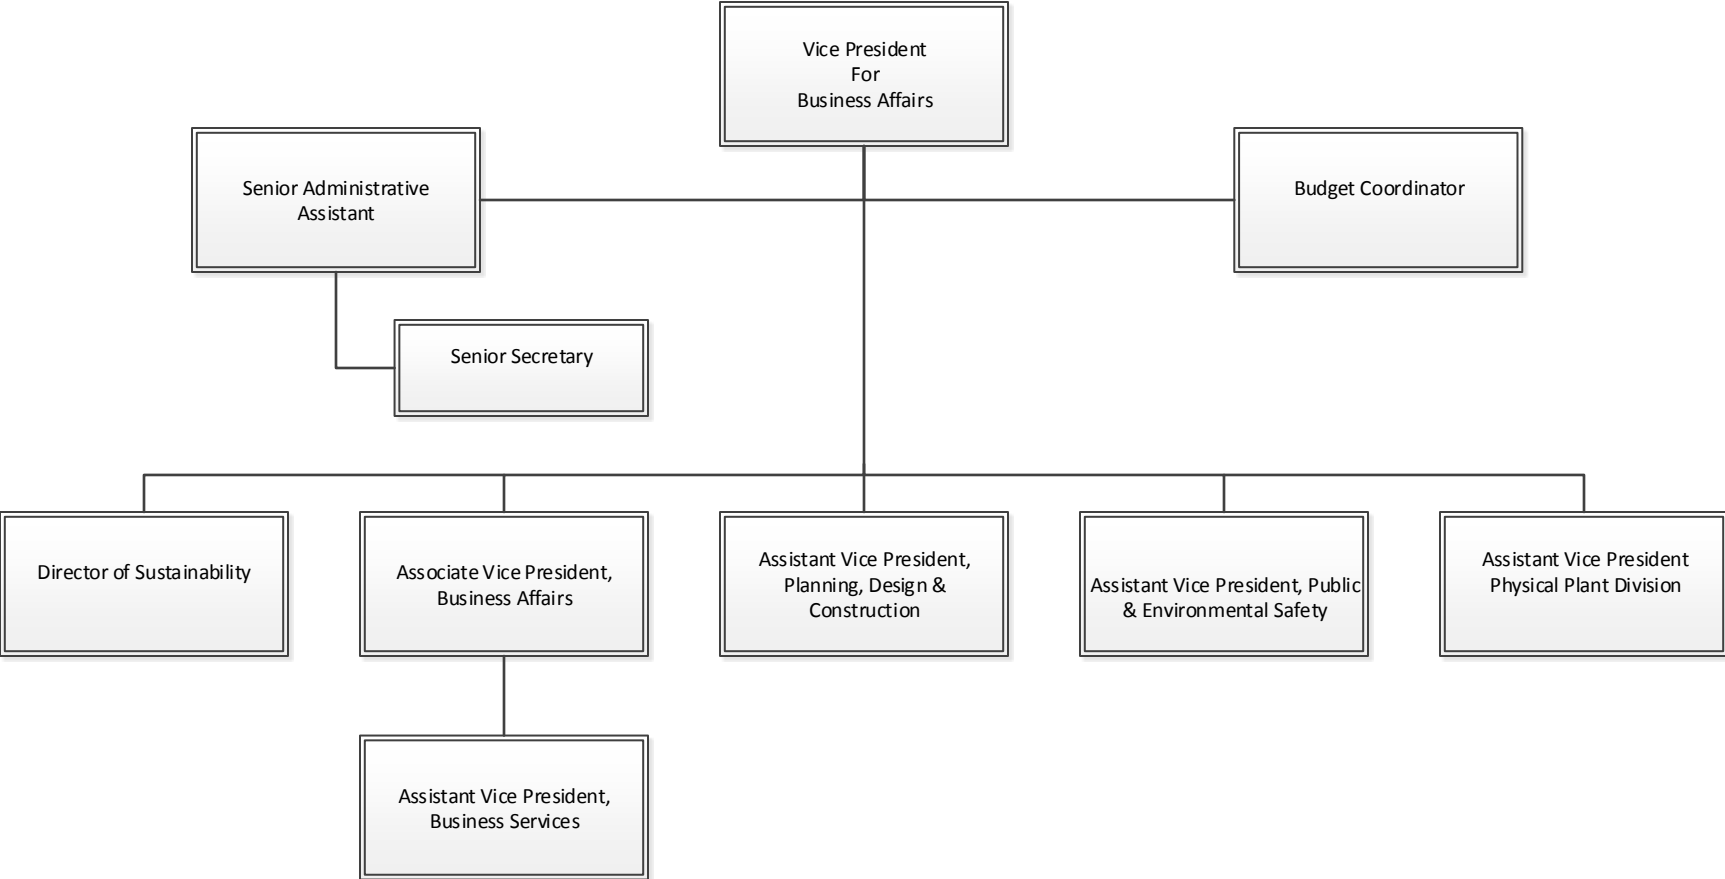 Vice President
For
Business Affairs
Senior Administrative
Assistant
Budget Coordinator
Senior Secretary
Director of Sustainability
Associate Vice President,
Business Affairs
Assistant Vice President,
Planning, Design &
Construction
Assistant Vice President, Public
& Environmental Safety
Assistant Vice President
Physical Plant Division
Assistant Vice President,
Business Services